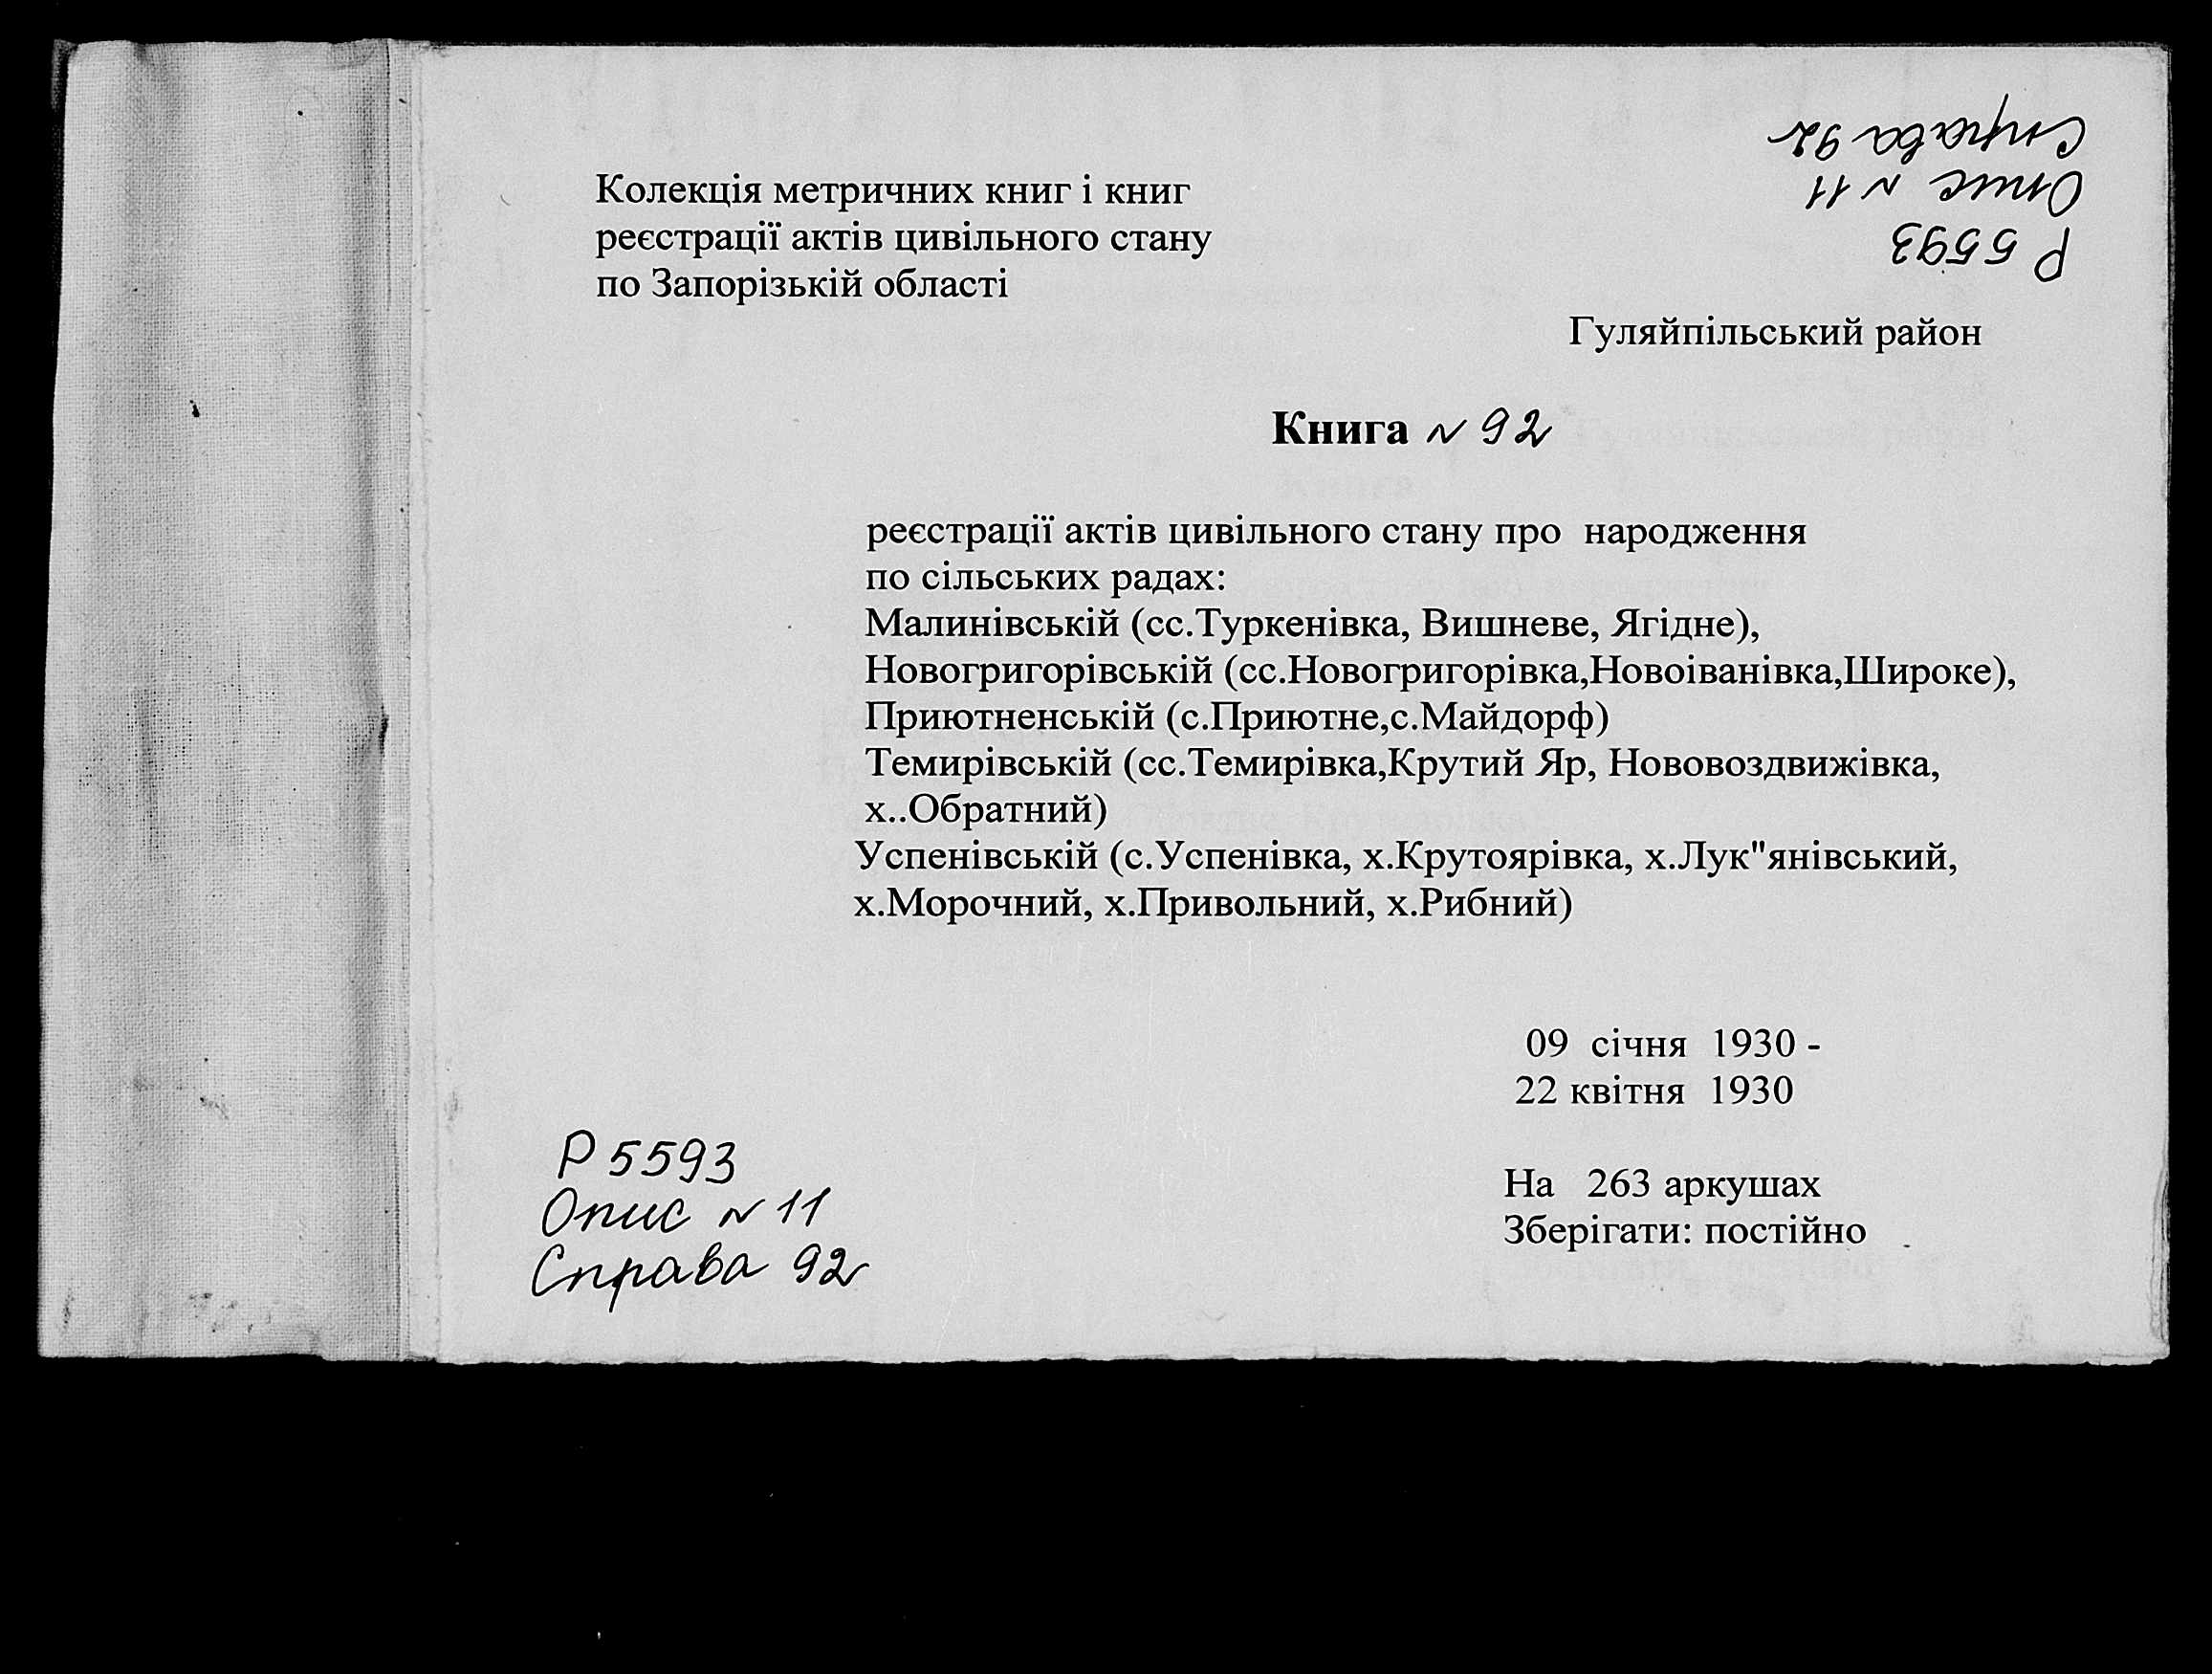 Справа 92
Опис N 11
Р 5593
Колекція метричних книг і книг
реєстрації актів цивільного стану
по Запорізькій області
Гуляйпільський район
Книга N 92
реєстрації актів цивільного стану про народження
по сільських радах:
Малинівській (сс.Туркенівка, Вишневе, Ягідне),
Новогригорівській (сс.Новогригорівка,Новоіванівка,Широке),
Приютненській (с.Приютне,с.Майдорф)
Темирівській (сс.Темирівка,Крутий Яр, Нововоздвижівка,
х..Обратний)
Успенівській (с.Успенівка, х.Крутоярівка, х.Лук"янівський,
х.Морочний, х.Привольний, х.Рибний)
09 січня 1930 -
22 квітня 1930
На 263 аркушах
Зберігати: постійно
Р 5593
Опис N 11
Справа 92